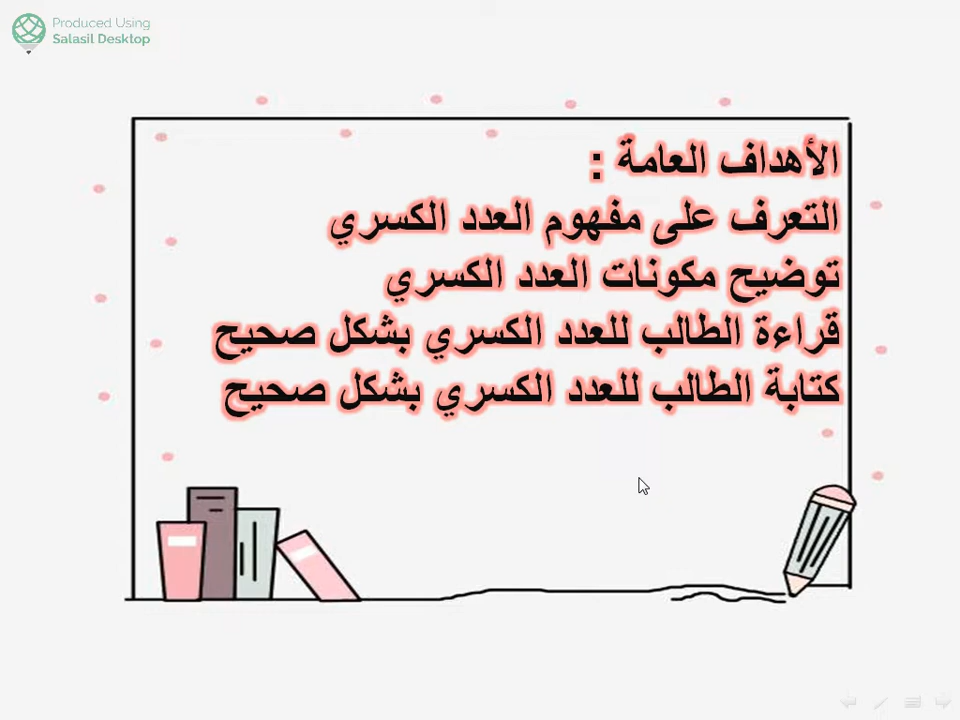 Produced Using
Salasil Desktop
الأهداف العامة :
التعرف على مفهوم العدد الكسري
توضيح مكونات العدد الكسري
قراءة الطالب للعدد الكسري بشكل صحيح
كتابة الطالب للعدد الكسري بشكل صحيح